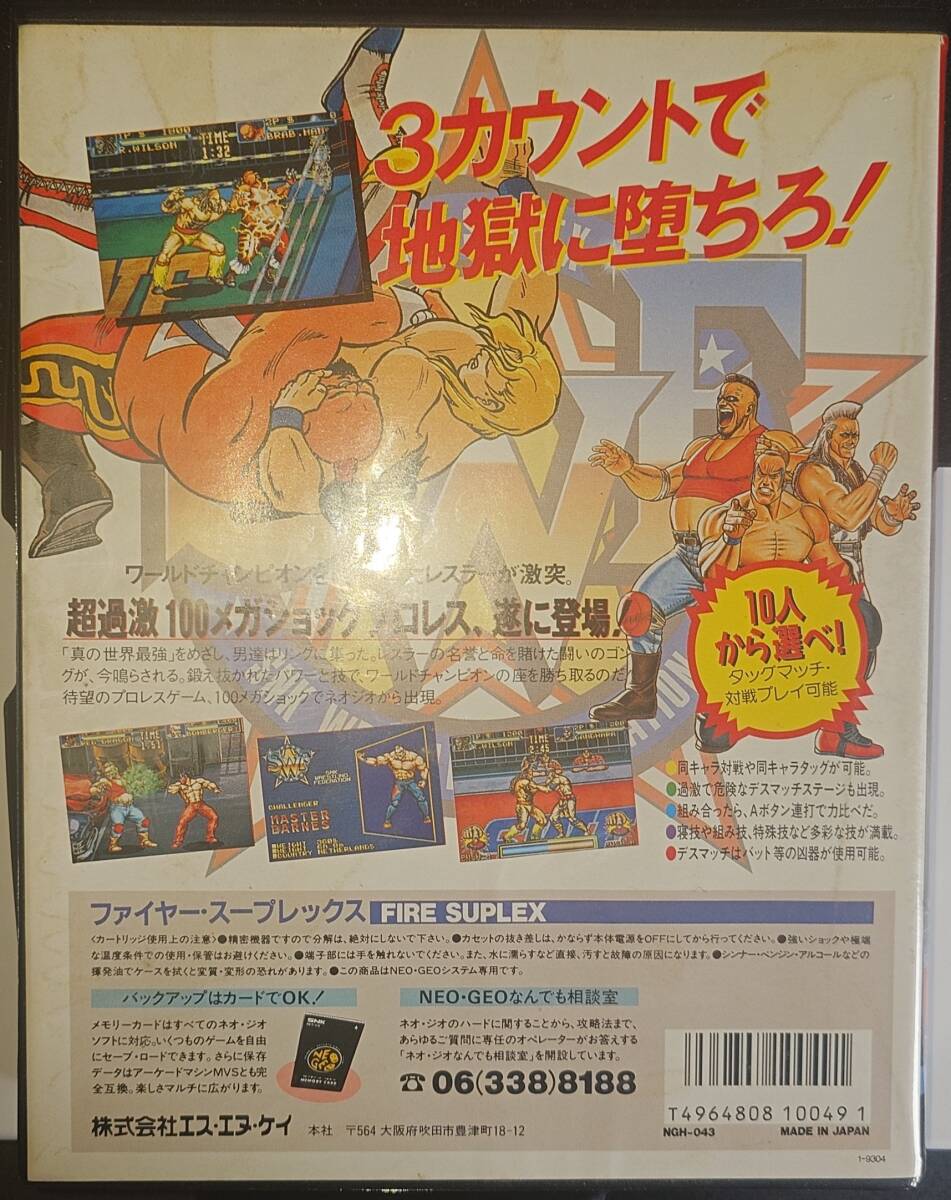 3カウントで
地獄に堕ちろ!
R.WILSON
TIME
1:32
ワールドチャンピオンを
レスラーが激突。
超過激100メガショック
コレス、遂に登場!
「真の世界最強」をめざし、男達はリングに集った。レスラーの名誉と命を賭けた闘いのゴン
グが、今鳴らされる。鍛え抜かれたパワーと技で、ワールドチャンピオンの座を勝ち取るのだ!
待望のプロレスゲーム、100メガショックでネオジオから出現。
10人
から選べ!
タッグマッチ・
対戦プレイ可能
TIME
1:51
SWF
SNK
WRESTLING
FEDERATION
CHALLENGER
MASTER
BARNES
COUNTRY NETHERLANDS
TIME
2:45
●同キャラ対戦や同キャラタッグが可能。
●過激で危険なデスマッチステージも出現。
●組み合ったら、Aボタン連打で力比べだ。
●寝技や組み技、特殊技など多彩な技が満載。
●デスマッチはバット等の凶器が使用可能。
ファイヤー・スープレックス FIRE SUPLEX
〈カートリッジ使用上の注意〉●精密機器ですので分解は、絶対にしないで下さい。●カセットの抜き差しは、かならず本体電源をOFFにしてから行ってください。●強いショックや極端
な温度条件での使用・保管はお避けください。●端子部には手を触れないでください。また、水に濡らすなど直接、汚すと故障の原因になります。●シンナー・ベンジン・アルコールなどの
揮発油でケースを拭くと変質・変形の恐れがあります。●この商品はNEO・GEOシステム専用です。
バックアップはカードでOK!
メモリーカードはすべてのネオ・ジオ
ソフトに対応。いくつものゲームを自由
にセーブ・ロードできます。さらに保存
データはアーケードマシンMVSとも完
全互換。楽しさマルチに広がります。
SNK
NEO GEO
MEMORY CARD
NEO・GEOなんでも相談室
ネオ・ジオのハードに関することから、攻略法まで、
あらゆるご質問に専任のオペレーターがお答えする
「ネオ・ジオなんでも相談室」を開設しています。
☎06(338)8188
株式会社エス・エヌ・ケイ 本社 〒564 大阪府吹田市豊津町18-12
T4964808 10049 1
NGH-043 MADE IN JAPAN
1-9304